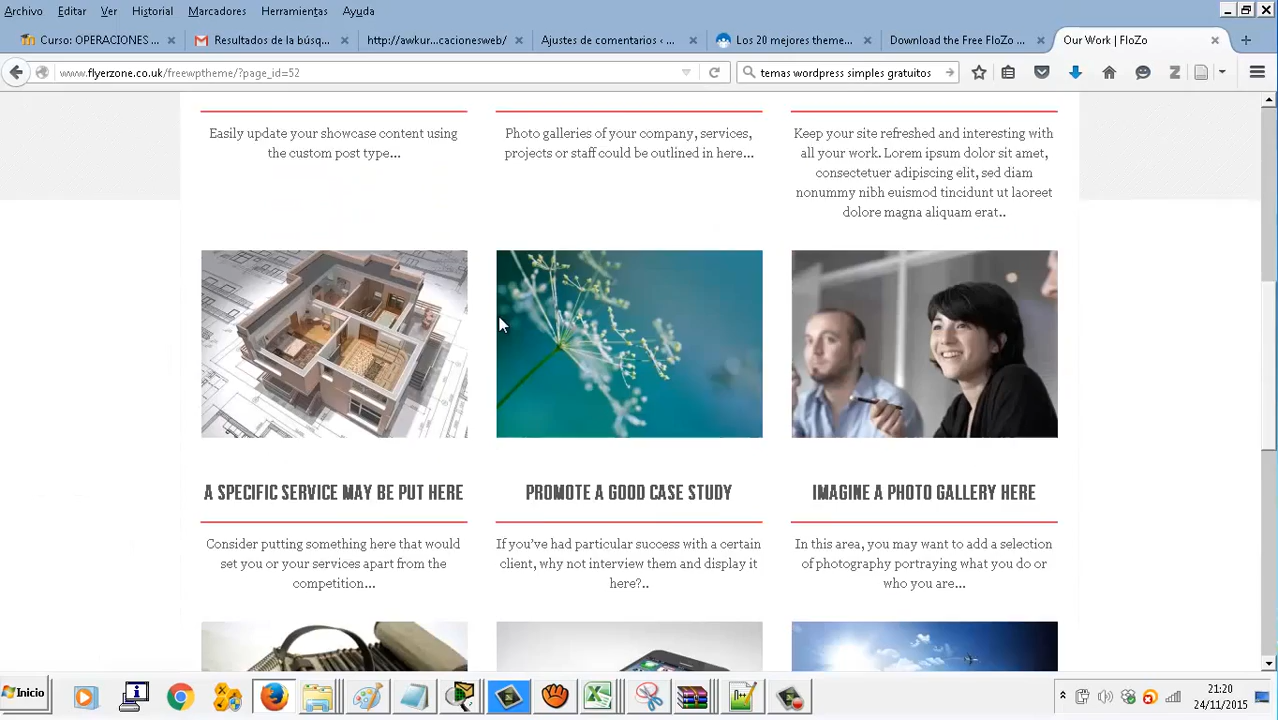 Archivo Editar Ver Historial Marcadores Herramientas Ayuda
Curso: OPERACIONES ... Resultados de la búsq... http://awkur...cacionesweb/ Ajustes de comentarios ‹ ... Los 20 mejores theme... Download the Free FloZo ... Our Work | FloZo
www.flyerzone.co.uk/freewptheme/?page_id=52 temas wordpress simples gratuitos
Easily update your showcase content using
the custom post type...
Photo galleries of your company, services,
projects or staff could be outlined in here...
Keep your site refreshed and interesting with
all your work. Lorem ipsum dolor sit amet,
consectetuer adipiscing elit, sed diam
nonummy nibh euismod tincidunt ut laoreet
dolore magna aliquam erat..
A SPECIFIC SERVICE MAY BE PUT HERE
Consider putting something here that would
set you or your services apart from the
competition...
PROMOTE A GOOD CASE STUDY
If you've had particular success with a certain
client, why not interview them and display it
here?..
IMAGINE A PHOTO GALLERY HERE
In this area, you may want to add a selection
of photography portraying what you do or
who you are...
Inicio
21:20
24/11/2015